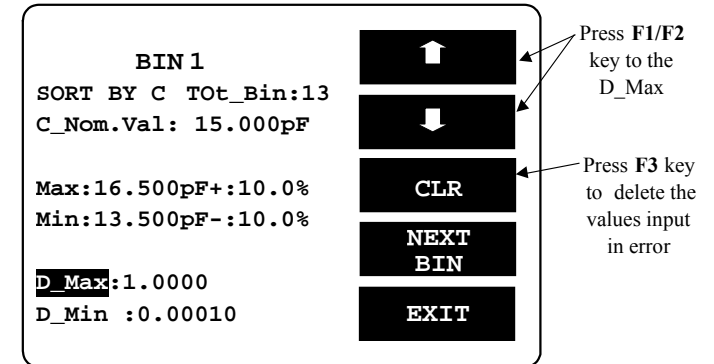 BIN 1
SORT BY C TOt_Bin:13
C_Nom.Val: 15.000pF
Max:16.500pF+:10.0%
Min:13.500pF-:10.0%
D_Max:1.0000
D_Min :0.00010
CLR
NEXT
BIN
EXIT
Press F1/F2
key to the
D_Max
Press F3 key
to delete the
values input
in error